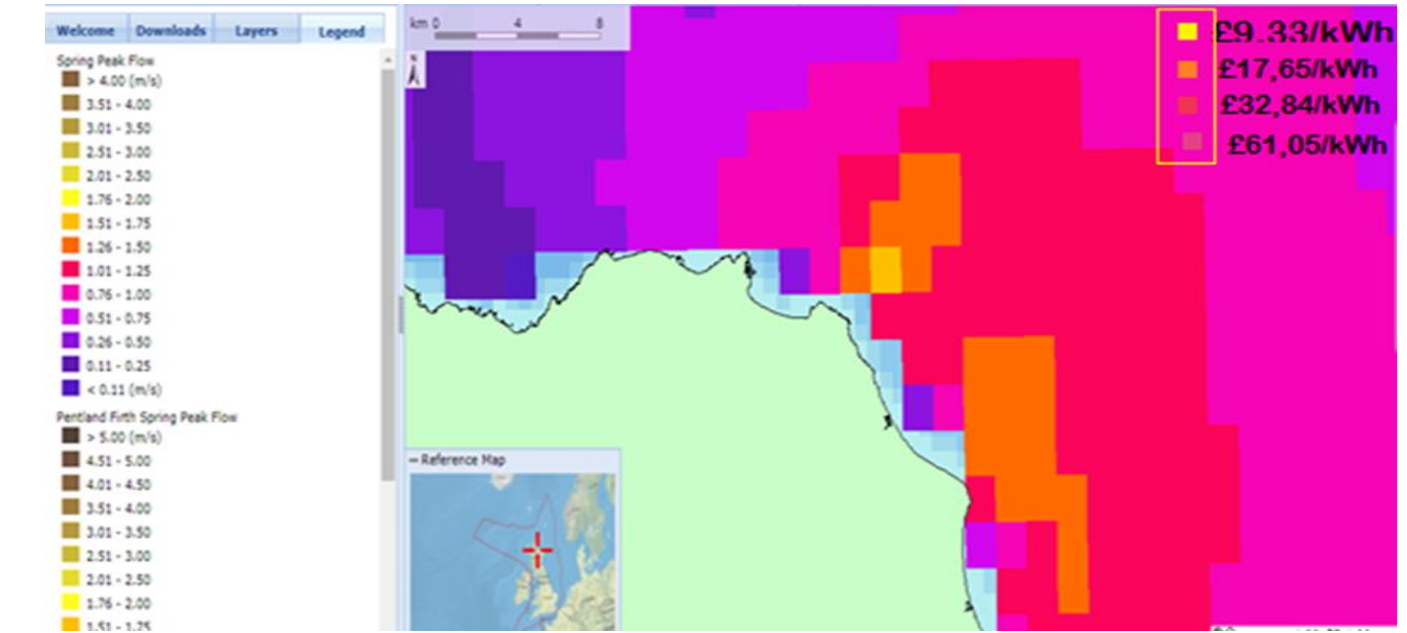 Welcome Downloads Layers Legend
Spring Peak Flow
> 4.00 (m/s)
3.51 - 4.00
3.01 - 3.50
2.51 - 3.00
2.01 - 2.50
1.76 - 2.00
1.51 - 1.75
1.26 - 1.50
1.01 - 1.25
0.76 - 1.00
0.51 - 0.75
0.26 - 0.50
0.11 - 0.25
< 0.11 (m/s)
Pentland Firth Spring Peak Flow
> 5.00 (m/s)
4.51 - 5.00
4.01 - 4.50
3.51 - 4.00
3.01 - 3.50
2.51 - 3.00
2.01 - 2.50
1.76 - 2.00
1.51 - 1.75
km 0 4 8
N
£9.33/kWh
£17,65/kWh
£32,84/kWh
£61,05/kWh
− Reference Map